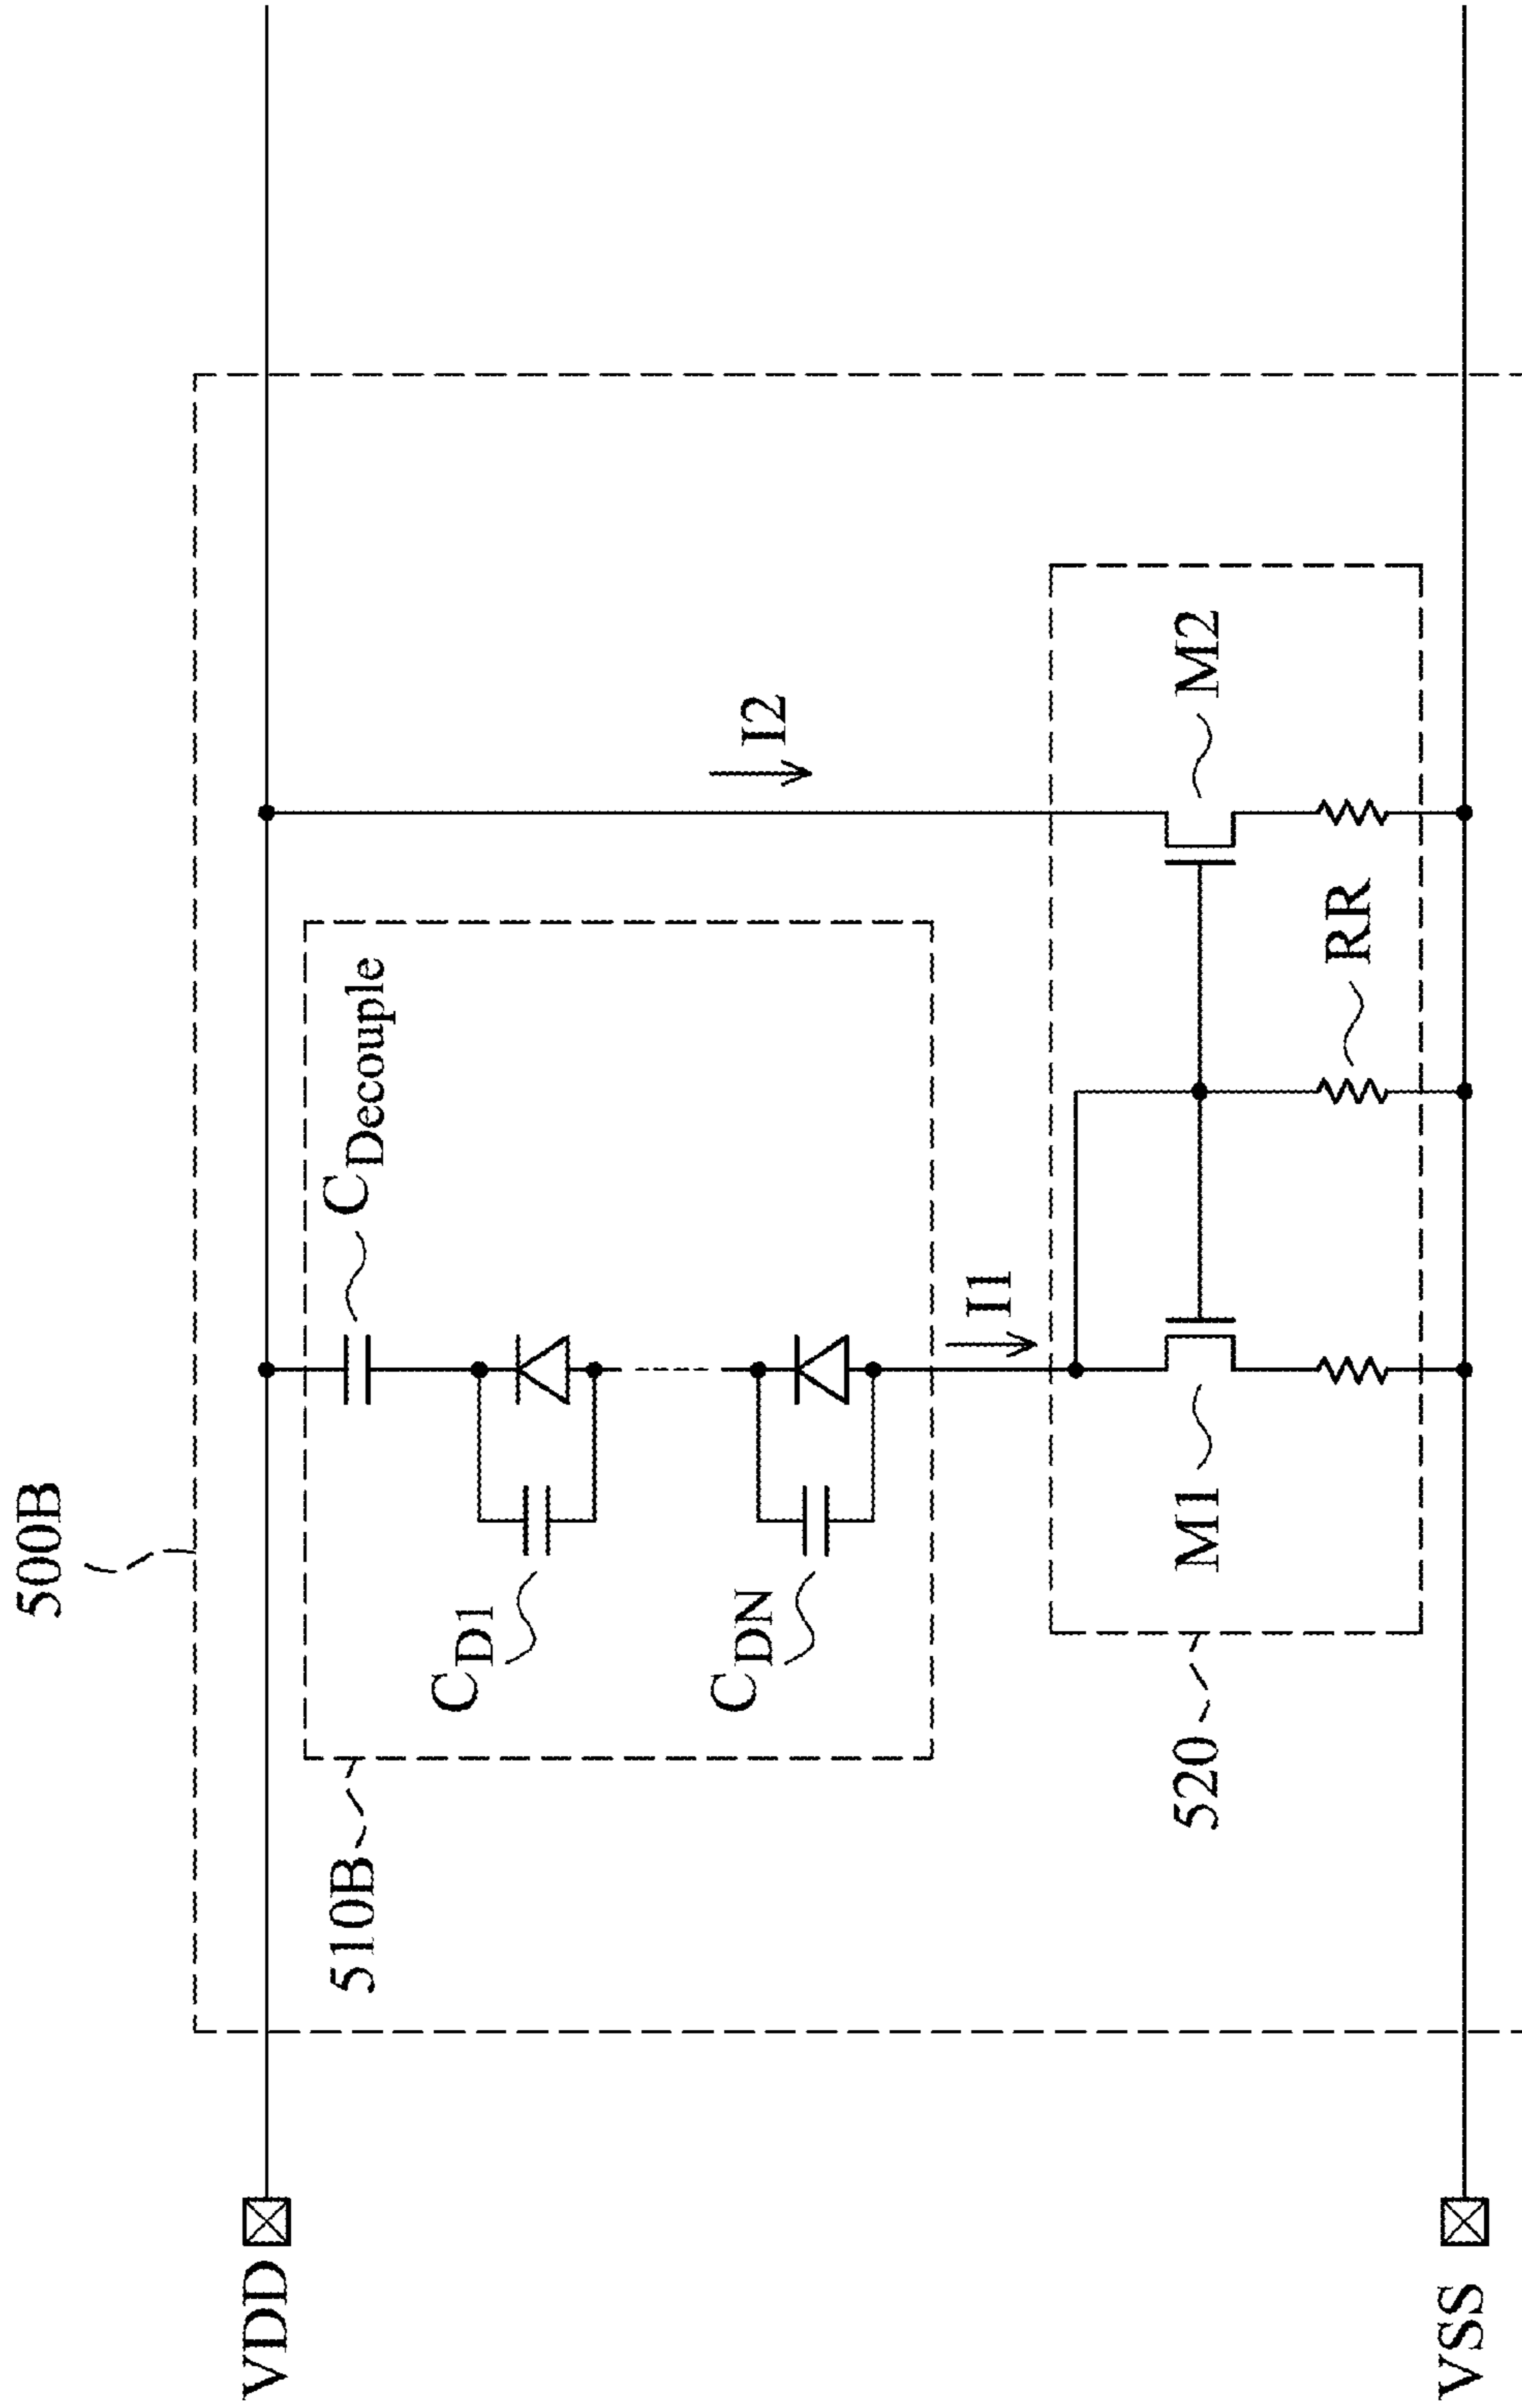 500B
VDD
510B
C_Decouple
C_D1
C_DN
I1
I2
520
M1
M2
RR
VSS